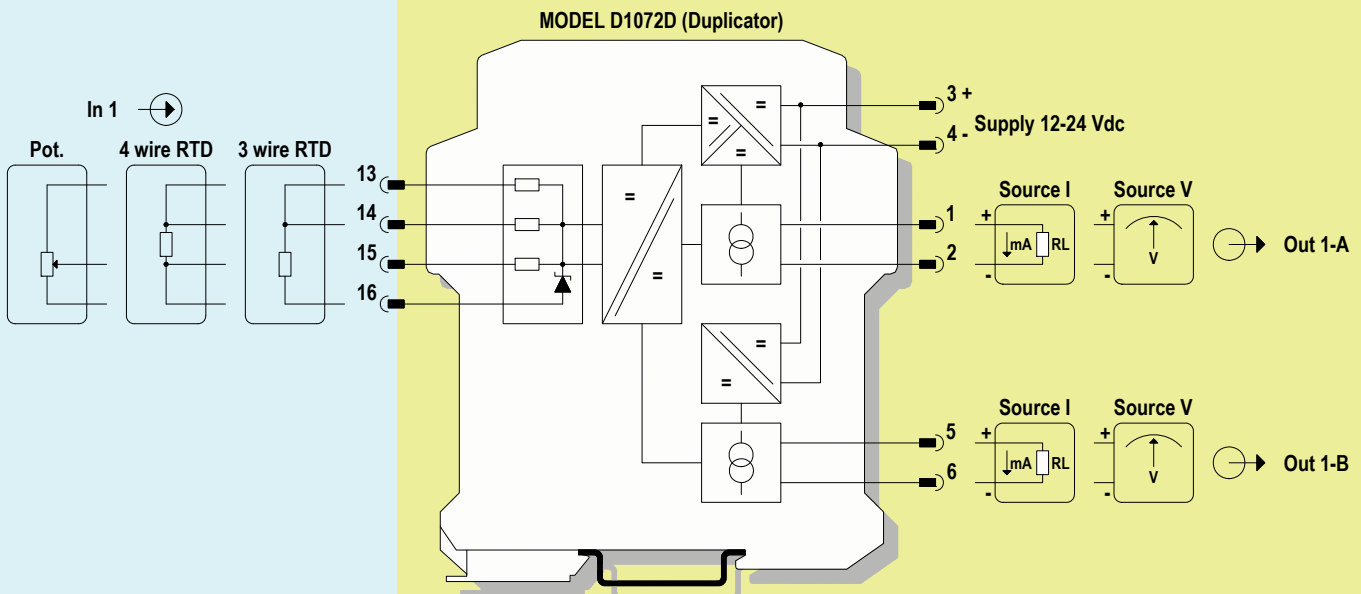 MODEL D1072D (Duplicator)
In 1
Pot.
4 wire RTD
3 wire RTD
13
14
15
16
=
=
=
=
=
=
=
3 +
4 -
Supply 12-24 Vdc
1
2
Source I
+
mA
RL
-
Source V
+
V
-
Out 1-A
5
6
Source I
+
mA
RL
-
Source V
+
V
-
Out 1-B